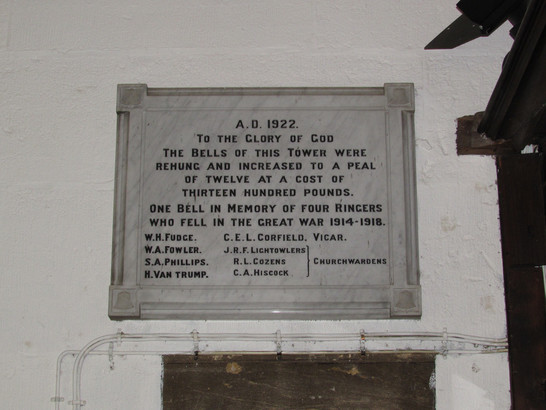 A.D. 1922.
TO THE GLORY OF GOD
THE BELLS OF THIS TOWER WERE
REHUNG AND INCREASED TO A PEAL
OF TWELVE AT A COST OF
THIRTEEN HUNDRED POUNDS.
ONE BELL IN MEMORY OF FOUR RINGERS
WHO FELL IN THE GREAT WAR 1914-1918.
W.H. FUDGE. C.E.L. CORFIELD, VICAR.
W.A. FOWLER. J.R.F. LIGHTOWLERS
S.A. PHILLIPS. R.L. COZENS CHURCHWARDENS
H. VAN TRUMP. C.A. HISCOCK